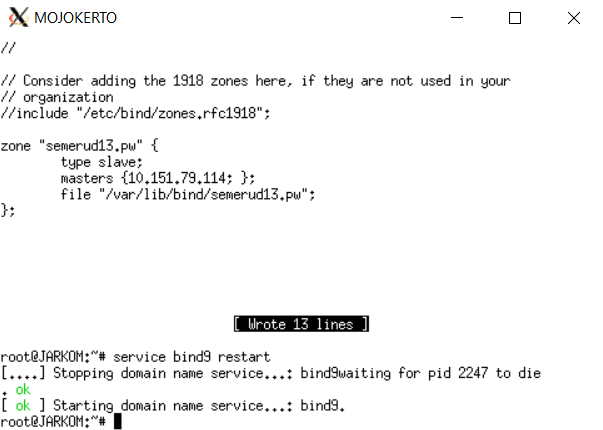 MOJOKERTO
//
// Consider adding the 1918 zones here, if they are not used in your
// organization
//include "/etc/bind/zones.rfc1918";
zone "semerud13.pw" {
type slave;
masters {10.151.79.114; };
file "/var/lib/bind/semerud13.pw";
};
[ Wrote 13 lines ]
root@JARKOM:~# service bind9 restart
[....] Stopping domain name service...: bind9waiting for pid 2247 to die
. ok
[ ok ] Starting domain name service...: bind9.
root@JARKOM:~#